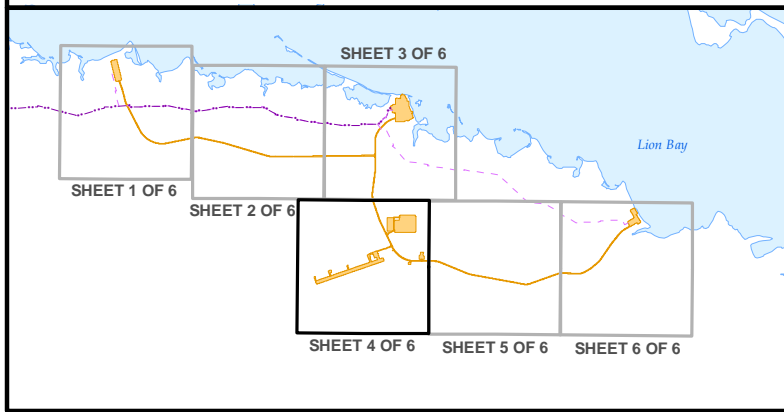 SHEET 3 OF 6
Lion Bay
SHEET 1 OF 6
SHEET 2 OF 6
SHEET 4 OF 6
SHEET 5 OF 6
SHEET 6 OF 6